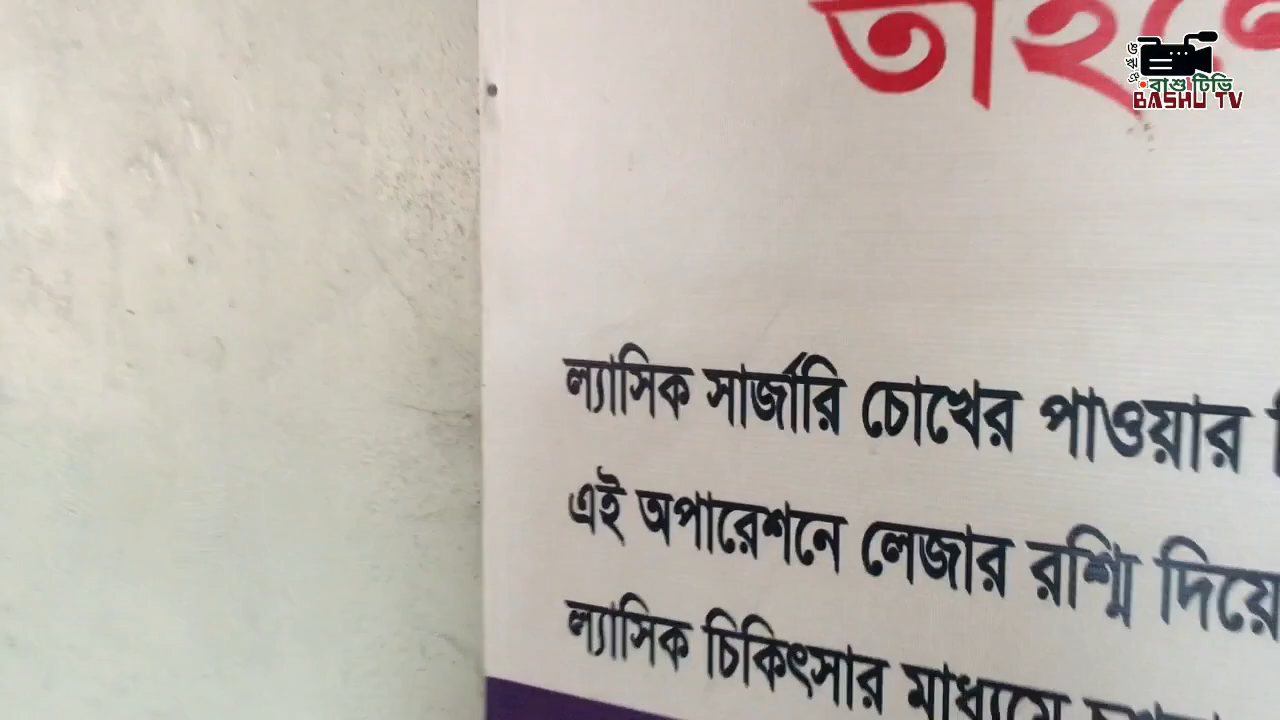 বাশু টিভি
BASHU TV
ল্যাসিক সার্জারি চোখের পাওয়ার
এই অপারেশনে লেজার রশ্মি দিয়ে
ল্যাসিক চিকিৎসার মাধ্যমে